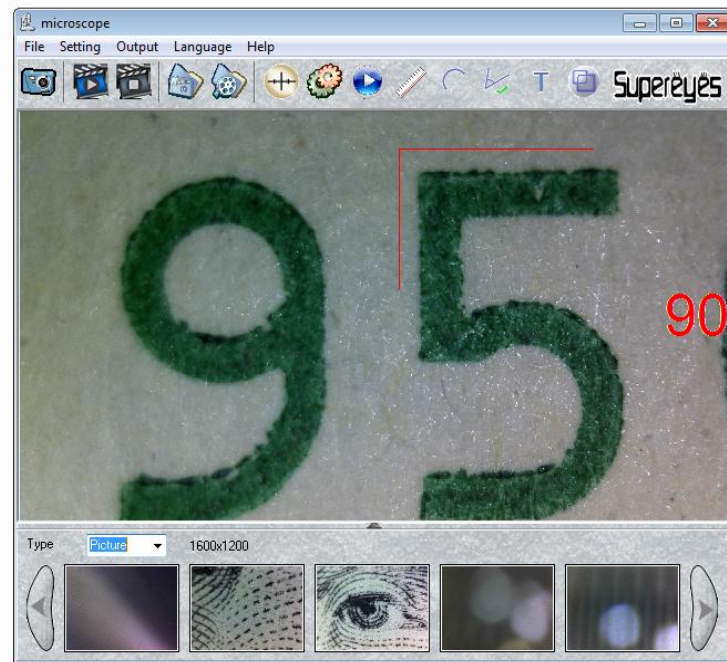 microscope
File Setting Output Language Help
T Supereyes
95
90
Type Picture 1600x1200